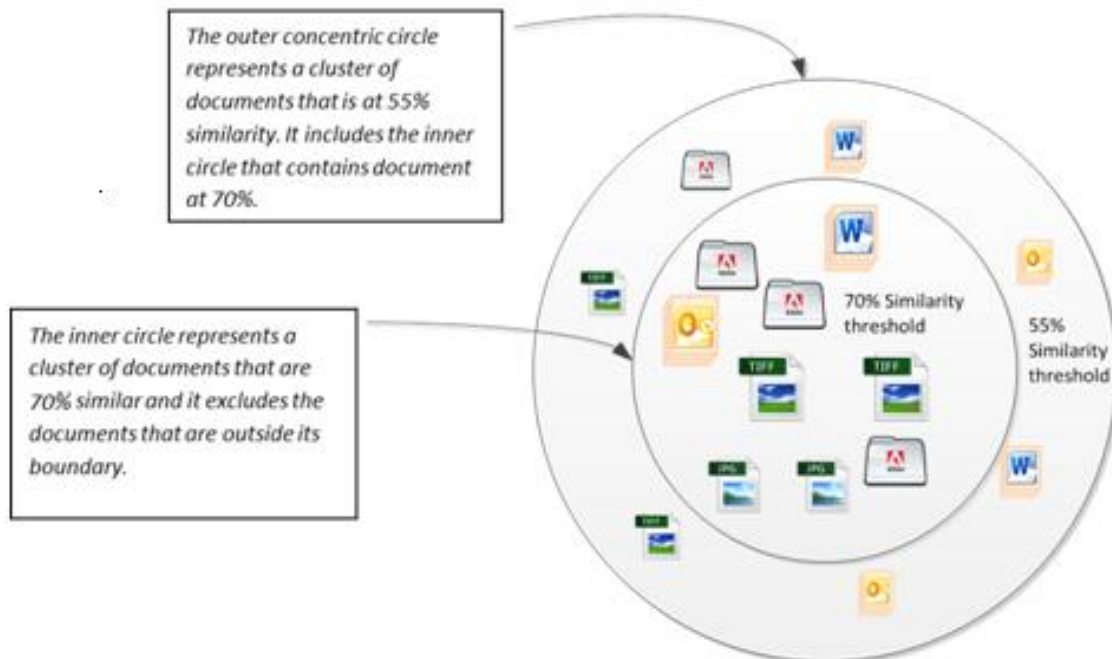 The outer concentric circle
represents a cluster of
documents that is at 55%
similarity. It includes the inner
circle that contains document
at 70%.
The inner circle represents a
cluster of documents that are
70% similar and it excludes the
documents that are outside its
boundary.
W
W
TIFF
O
70% Similarity
threshold
55%
Similarity
threshold
TIFF
TIFF
W
JPG
JPG
TIFF
O